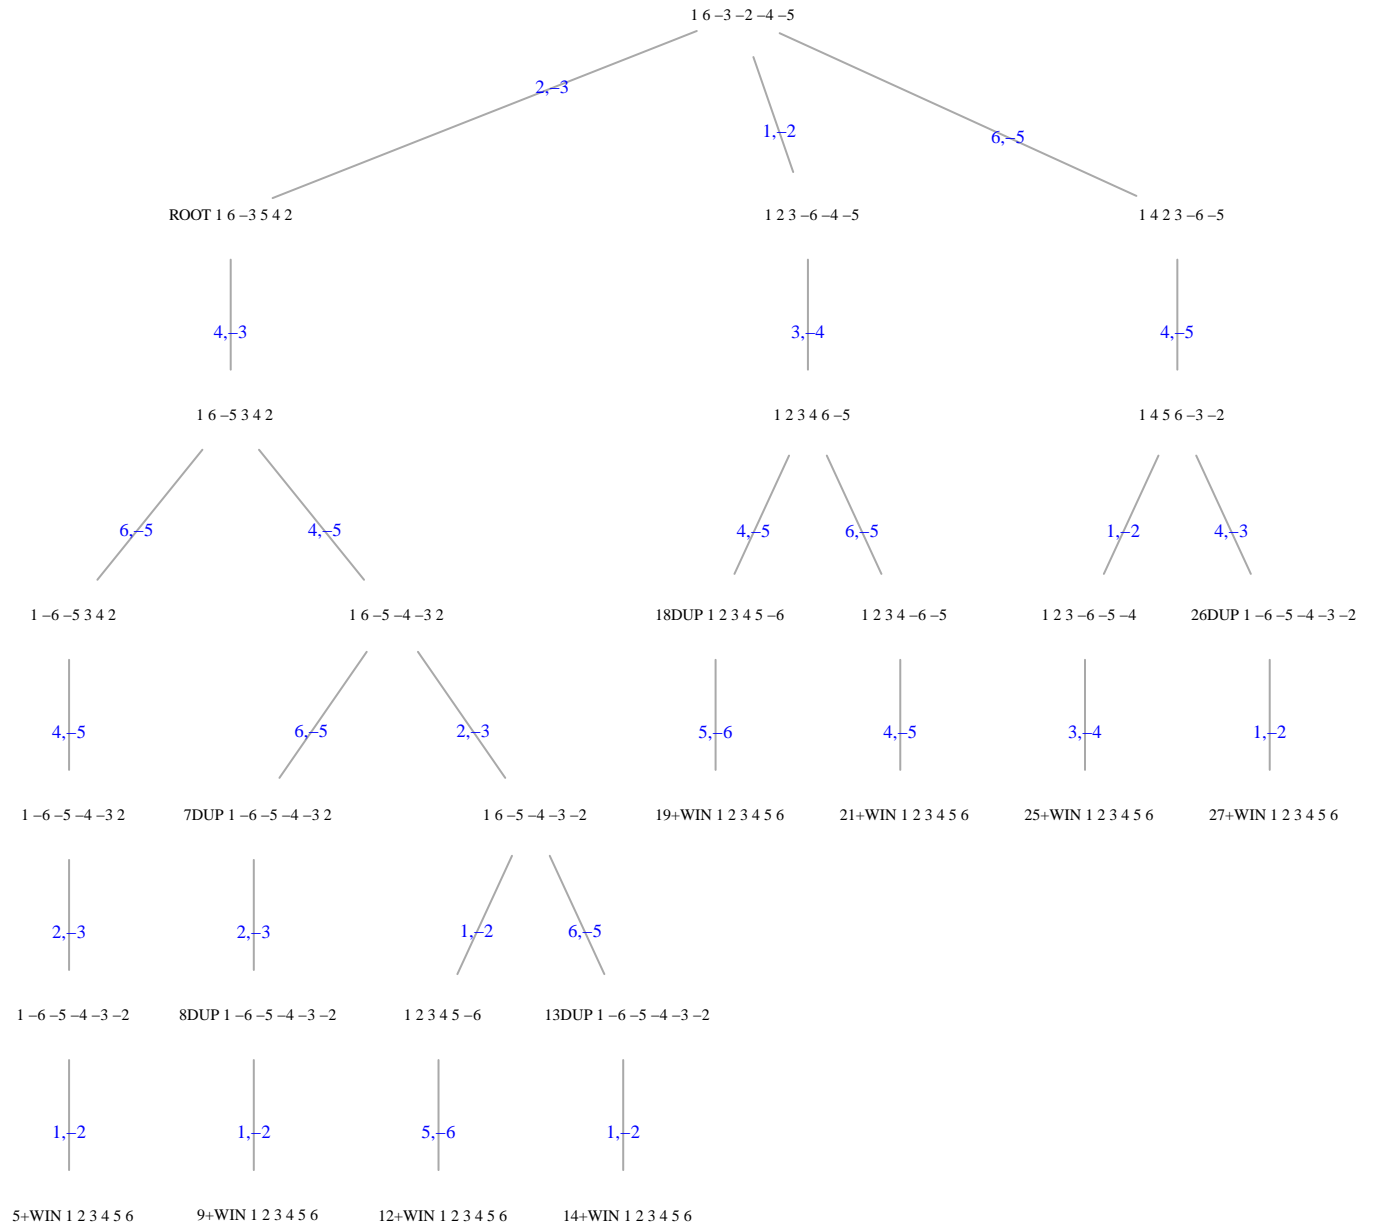 1 6 –3 –2 –4 –5
2,–3
1,–2
6,–5
ROOT 1 6 –3 5 4 2
1 2 3 –6 –4 –5
1 4 2 3 –6 –5
4,–3
3,–4
4,–5
1 6 –5 3 4 2
1 2 3 4 6 –5
1 4 5 6 –3 –2
6,–5
4,–5
4,–5
6,–5
1,–2
4,–3
1 –6 –5 3 4 2
1 6 –5 –4 –3 2
18DUP 1 2 3 4 5 –6
1 2 3 4 –6 –5
1 2 3 –6 –5 –4
26DUP 1 –6 –5 –4 –3 –2
4,–5
6,–5
2,–3
5,–6
4,–5
3,–4
1,–2
1 –6 –5 –4 –3 2
7DUP 1 –6 –5 –4 –3 2
1 6 –5 –4 –3 –2
19+WIN 1 2 3 4 5 6
21+WIN 1 2 3 4 5 6
25+WIN 1 2 3 4 5 6
27+WIN 1 2 3 4 5 6
2,–3
2,–3
1,–2
6,–5
1 –6 –5 –4 –3 –2
8DUP 1 –6 –5 –4 –3 –2
1 2 3 4 5 –6
13DUP 1 –6 –5 –4 –3 –2
1,–2
1,–2
5,–6
1,–2
5+WIN 1 2 3 4 5 6
9+WIN 1 2 3 4 5 6
12+WIN 1 2 3 4 5 6
14+WIN 1 2 3 4 5 6